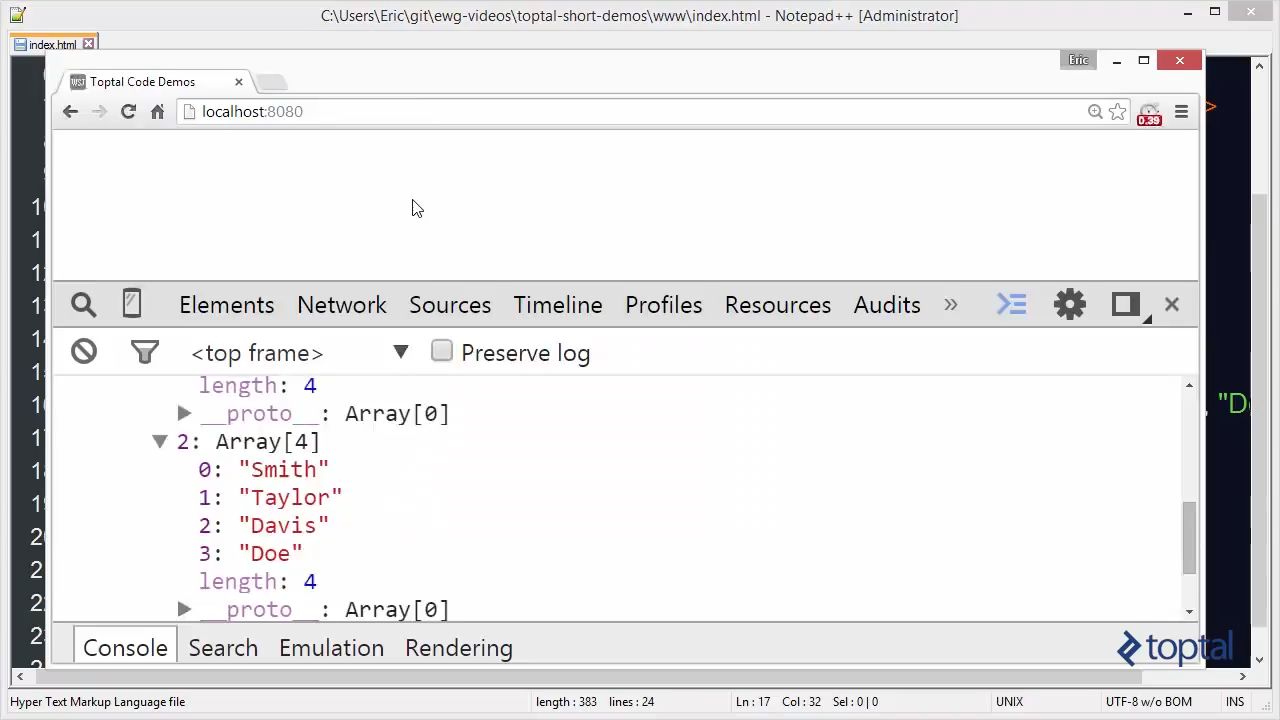 C:\Users\Eric\git\ewg-videos\toptal-short-demos\www\index.html - Notepad++ [Administrator]
index.html
Eric
Toptal Code Demos
localhost:8080
0.39
>
Elements Network Sources Timeline Profiles Resources Audits »
<top frame> Preserve log
length: 4
__proto__: Array[0]
2: Array[4]
0: "Smith"
1: "Taylor"
2: "Davis"
3: "Doe"
length: 4
__proto__: Array[0]
, "D
Console Search Emulation Rendering
toptal
Hyper Text Markup Language file length : 383 lines : 24 Ln : 17 Col : 32 Sel : 0 | 0 UNIX UTF-8 w/o BOM INS